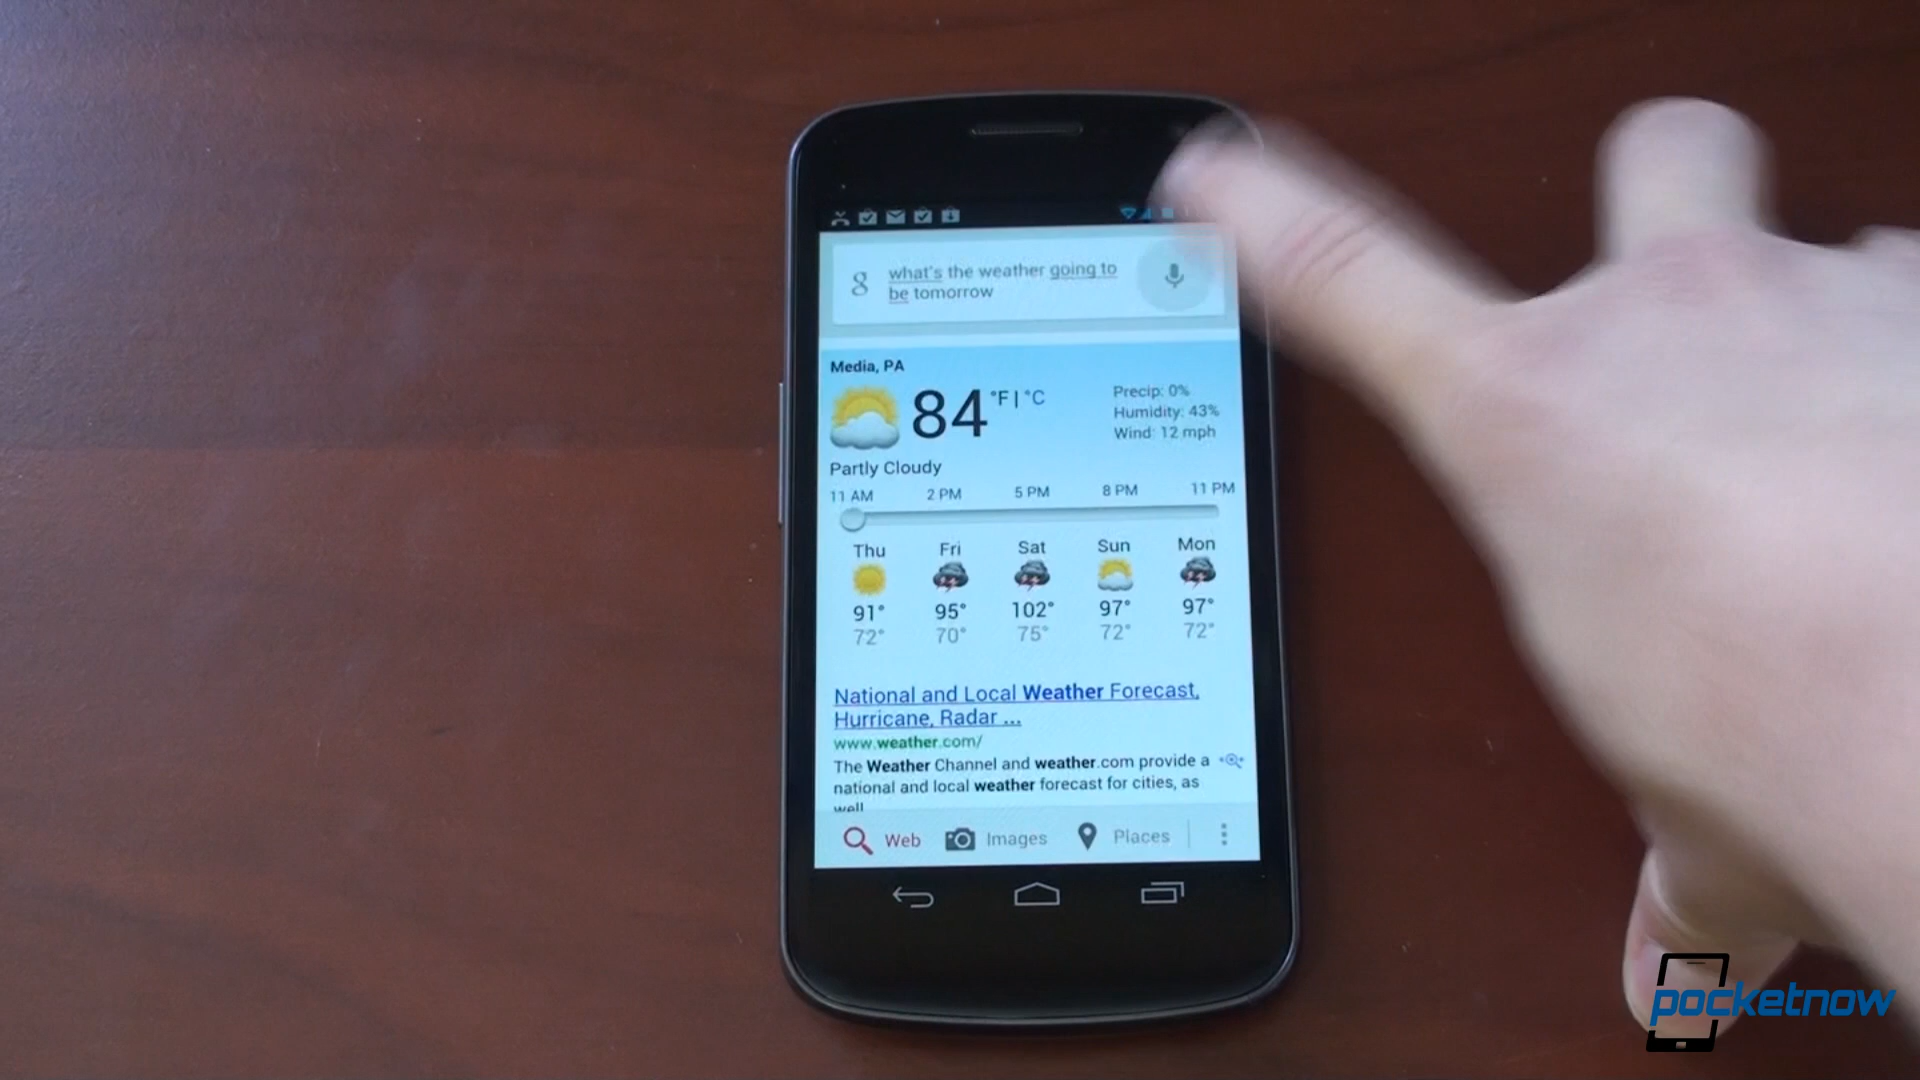 g
what's the weather going to
be tomorrow
Media, PA
84 °F | °C
Precip: 0%
Humidity: 43%
Wind: 12 mph
Partly Cloudy
11 AM 2 PM 5 PM 8 PM 11 PM
Thu Fri Sat Sun Mon
91° 95° 102° 97° 97°
72° 70° 75° 72° 72°
National and Local Weather Forecast,
Hurricane, Radar ...
www.weather.com/
The Weather Channel and weather.com provide a
national and local weather forecast for cities, as
well
Web Images Places
pocketnow